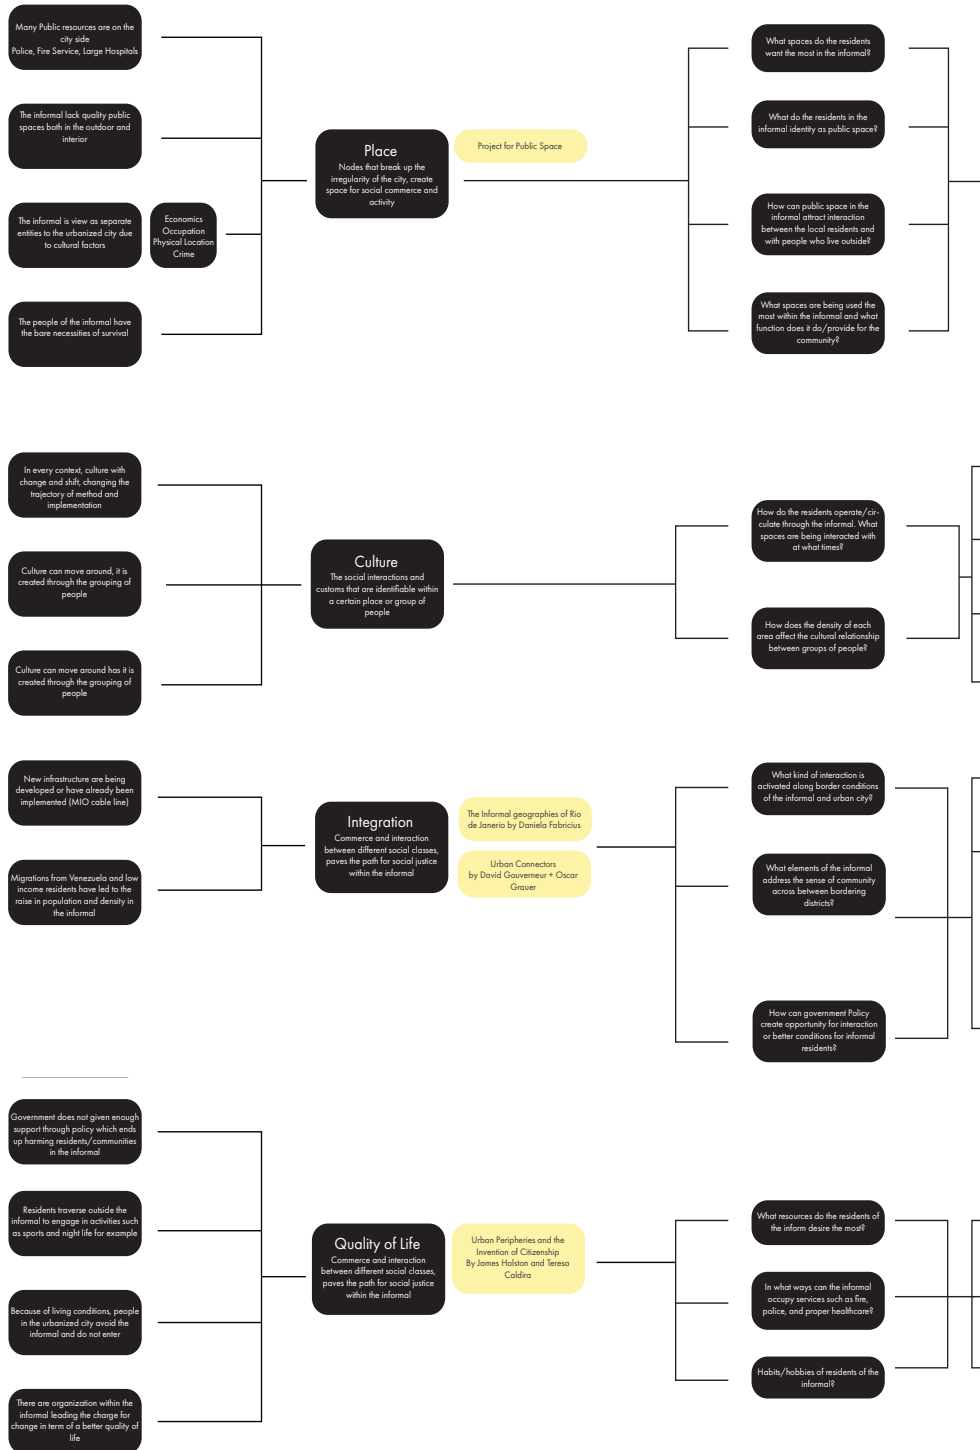 Many Public resources are on the
city side
Police, Fire Service, Large Hospitals
The informal lack quality public
spaces both in the outdoor and
interior
The informal is view as separate
entities to the urbanized city due
to cultural factors
Economics
Occupation
Physical Location
Crime
The people of the informal have
the bare necessities of survival
Place
Nodes that break up the
irregularity of the city, create
space for social commerce and
activity
Project for Public Space
What spaces do the residents
want the most in the informal?
What do the residents in the
informal identity as public space?
How can public space in the
informal attract interaction
between the local residents and
with people who live outside?
What spaces are being used the
most within the informal and what
function does it do/provide for the
community?
In every context, culture with
change and shift, changing the
trajectory of method and
implementation
Culture can move around, it is
created through the grouping of
people
Culture can move around has it is
created through the grouping of
people
Culture
The social interactions and
customs that are identifiable within
a certain place or group of
people
How do the residents operate/cir-
culate through the informal. What
spaces are being interacted with
at what times?
How does the density of each
area affect the cultural relationship
between groups of people?
New infrastructure are being
developed or have already been
implemented (MIO cable line)
Migrations from Venezuela and low
income residents have led to the
raise in population and density in
the informal
Integration
Commerce and interaction
between different social classes,
paves the path for social justice
within the informal
The Informal geographies of Rio
de Janerio by Daniela Fabricius
Urban Connectors
by David Gouverneur + Oscar
Grauer
What kind of interaction is
activated along border conditions
of the informal and urban city?
What elements of the informal
address the sense of community
across between bordering
districts?
How can government Policy
create opportunity for interaction
or better conditions for informal
residents?
Government does not given enough
support through policy which ends
up harming residents/communities
in the informal
Residents traverse outside the
informal to engage in activities such
as sports and night life for example
Because of living conditions, people
in the urbanized city avoid the
informal and do not enter
There are organization within the
informal leading the charge for
change in term of a better quality of
life
Quality of Life
Commerce and interaction
between different social classes,
paves the path for social justice
within the informal
Urban Peripheries and the
Invention of Citizenship
By James Holston and Teresa
Caldira
What resources do the residents of
the inform desire the most?
In what ways can the informal
occupy services such as fire,
police, and proper healthcare?
Habits/hobbies of residents of the
informal?